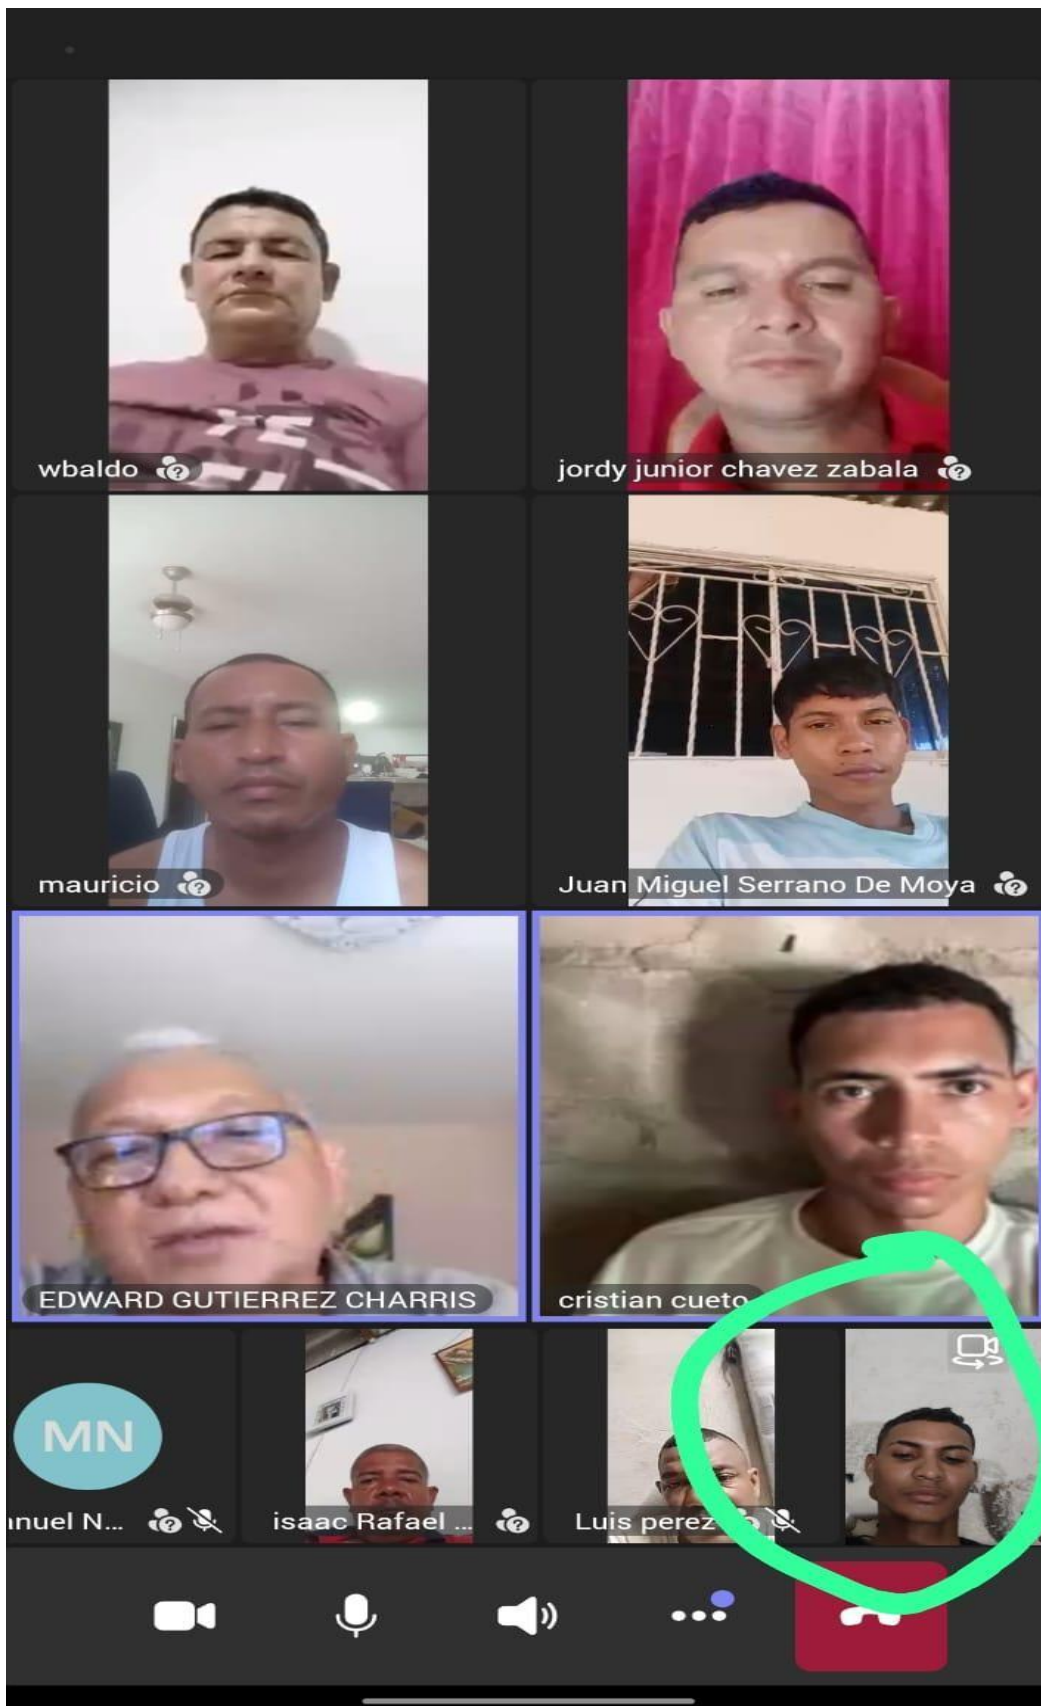 wbaldo
jordy junior chavez zabala
mauricio
Juan Miguel Serrano De Moya
EDWARD GUTIERREZ CHARRIS
cristian cueto
MN
nuel N...
isaac Rafael ...
Luis perez